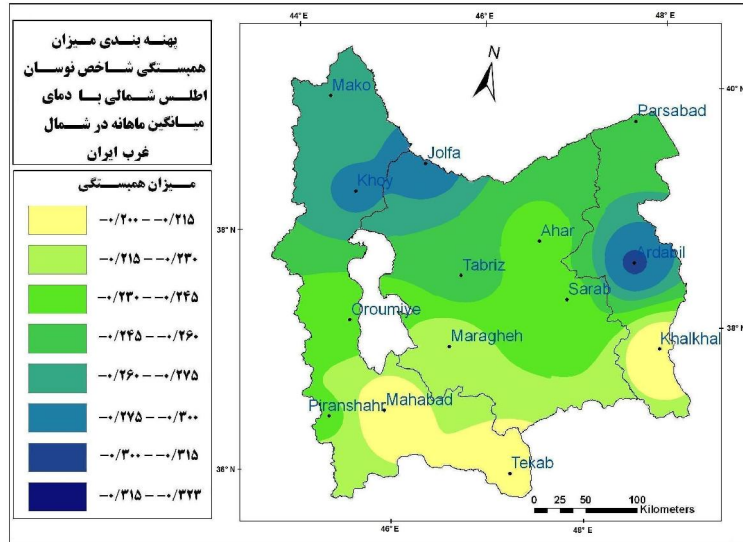 پهنه بندی میزان
همبستگی شاخص نوسان
اطلس شمالی با دمای
میانگین ماهانه در شمال
غرب ایران
میزان همبستگی
-۰/۲۰۰ - -۰/۲۱۵
-۰/۲۱۵ - -۰/۲۳۰
-۰/۲۳۰ - -۰/۲۴۵
-۰/۲۴۵ - -۰/۲۶۰
-۰/۲۶۰ - -۰/۲۷۵
-۰/۲۷۵ - -۰/۳۰۰
-۰/۳۰۰ - -۰/۳۱۵
-۰/۳۱۵ - -۰/۳۲۳
44° E
46° E
48° E
N
40° N
Mako
Parsabad
Jolfa
Khoy
38° N
Ahar
Ardabil
Tabriz
Sarab
Oroumiye
38° N
Maragheh
Khalkhal
Piranshahr
Mahabad
36° N
Tekab
36° N
0 25 50 100
Kilometers
46° E
48° E